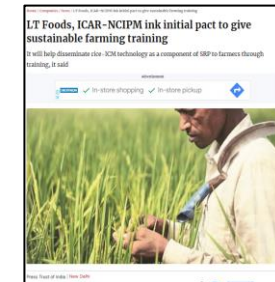 LT Foods, ICAR-NCIPM ink initial pact to give
sustainable farming training
It will help disseminate rice-ICM technology as a component of SRP to farmers through
training, it said
In-store shopping
In-store pickup
Press Trust of India | New Delhi